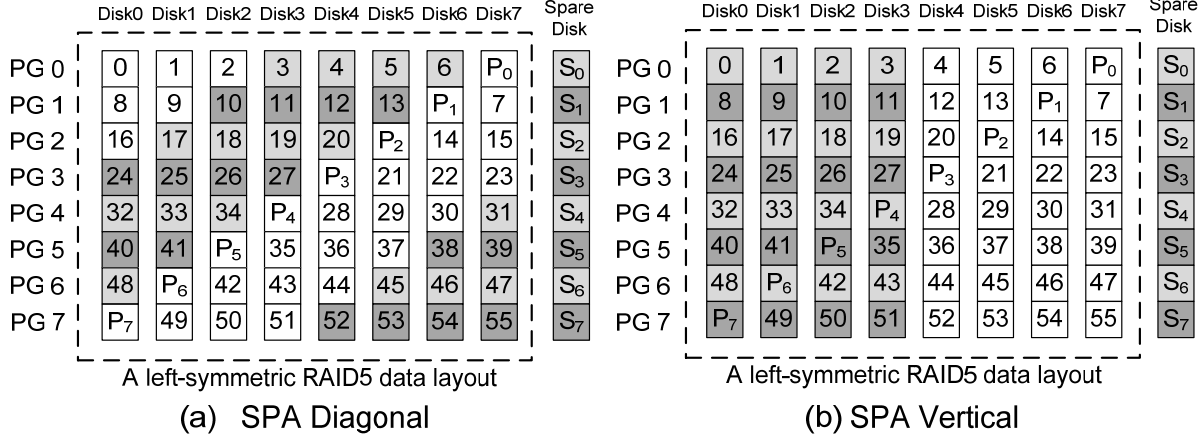 Disk0 Disk1 Disk2 Disk3 Disk4 Disk5 Disk6 Disk7 Spare Disk
PG 0 0 1 2 3 4 5 6 P0 S0
PG 1 8 9 10 11 12 13 P1 7 S1
PG 2 16 17 18 19 20 P2 14 15 S2
PG 3 24 25 26 27 P3 21 22 23 S3
PG 4 32 33 34 P4 28 29 30 31 S4
PG 5 40 41 P5 35 36 37 38 39 S5
PG 6 48 P6 42 43 44 45 46 47 S6
PG 7 P7 49 50 51 52 53 54 55 S7
A left-symmetric RAID5 data layout
(a) SPA Diagonal
Disk0 Disk1 Disk2 Disk3 Disk4 Disk5 Disk6 Disk7 Spare Disk
PG 0 0 1 2 3 4 5 6 P0 S0
PG 1 8 9 10 11 12 13 P1 7 S1
PG 2 16 17 18 19 20 P2 14 15 S2
PG 3 24 25 26 27 P3 21 22 23 S3
PG 4 32 33 34 P4 28 29 30 31 S4
PG 5 40 41 P5 35 36 37 38 39 S5
PG 6 48 P6 42 43 44 45 46 47 S6
PG 7 P7 49 50 51 52 53 54 55 S7
A left-symmetric RAID5 data layout
(b) SPA Vertical